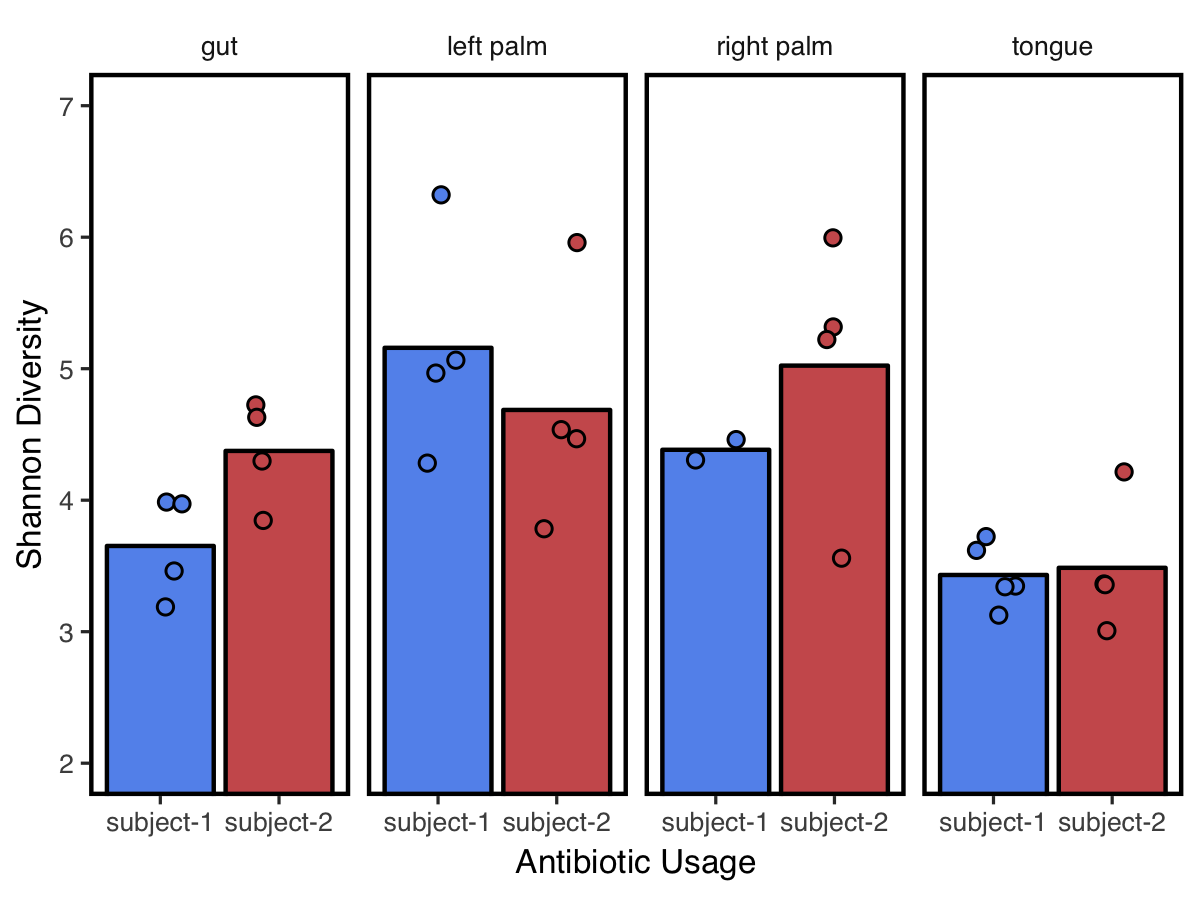 gut left palm right palm tongue
7
6
5
4
3
2
Shannon Diversity
subject-1 subject-2 subject-1 subject-2 subject-1 subject-2 subject-1 subject-2
Antibiotic Usage